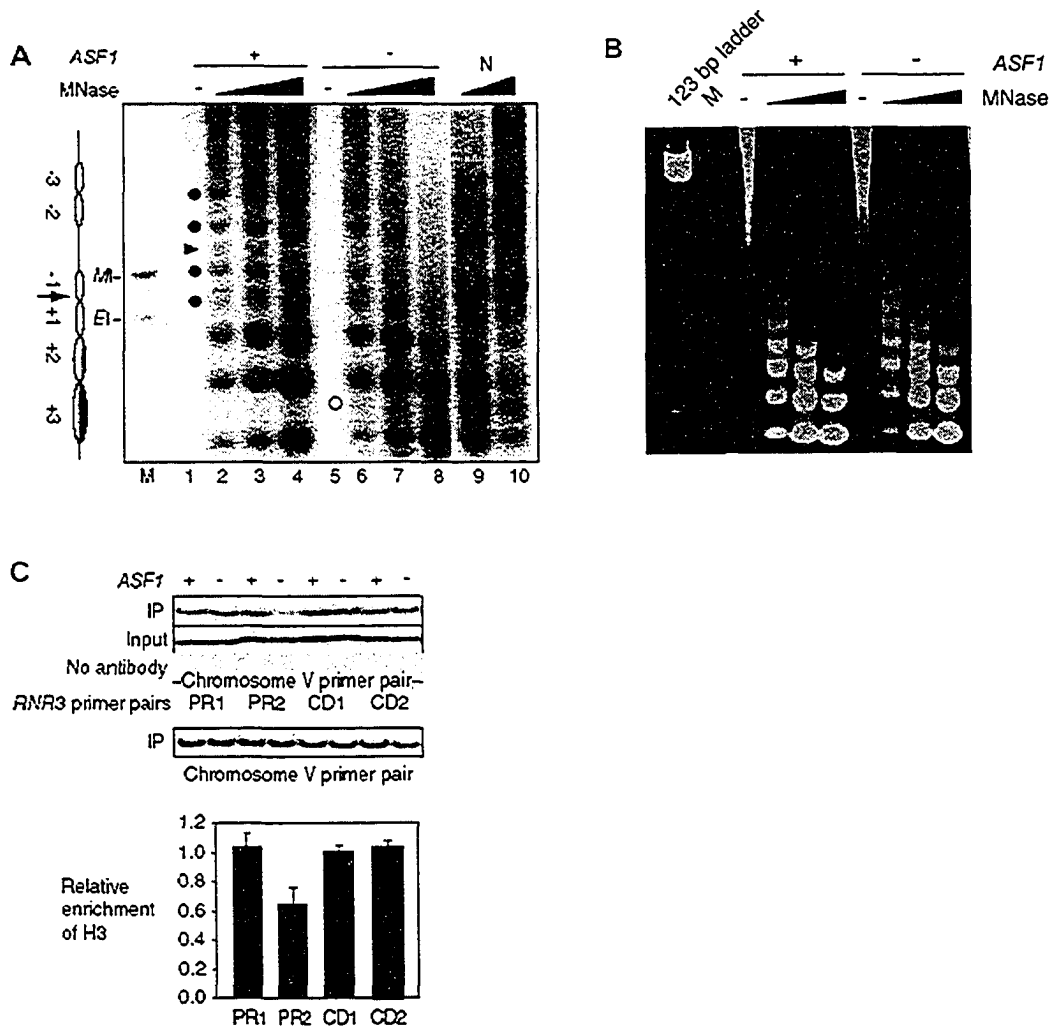 A
ASF1 + - N
MNase - -
-3
-2
-1
+1
+2
+3
MI-
EI-
M 1 2 3 4 5 6 7 8 9 10
B
123 bp ladder
M
+ - ASF1
- - MNase
C
ASF1 + - + - + - + -
IP
Input
No antibody
-Chromosome V primer pair-
RNR3 primer pairs PR1 PR2 CD1 CD2
IP
Chromosome V primer pair
Relative
enrichment
of H3
1.2
1.0
0.8
0.6
0.4
0.2
0.0
PR1 PR2 CD1 CD2